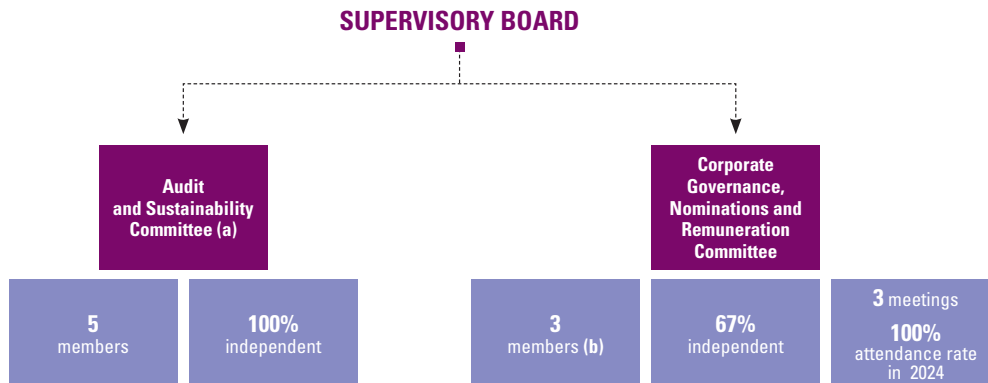 SUPERVISORY BOARD
Audit
and Sustainability
Committee (a)
Corporate
Governance,
Nominations and
Remuneration
Committee
5
members
100%
independent
3
members (b)
67%
independent
3 meetings
100%
attendance rate
in 2024